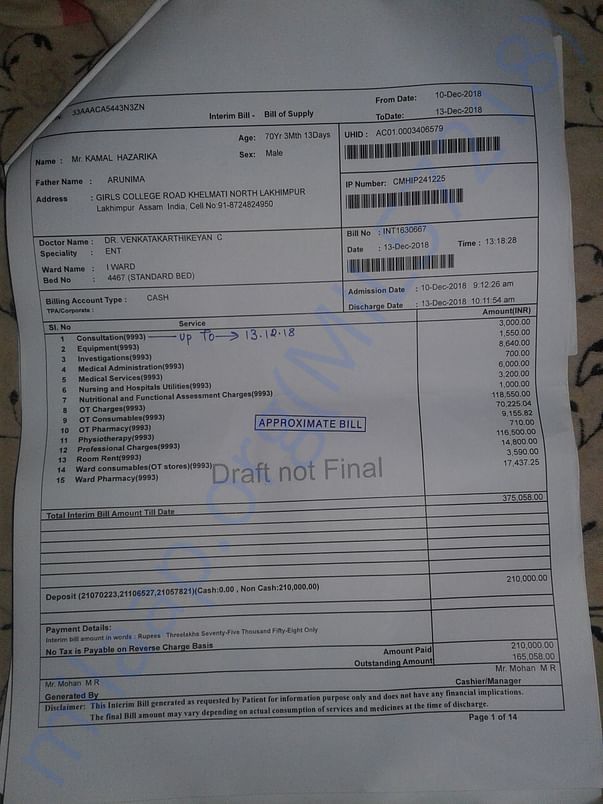 33AAACA5443N3ZN
Interim Bill - Bill of Supply
From Date: 10-Dec-2018
ToDate: 13-Dec-2018
Name : Mr. KAMAL HAZARIKA
Age: 70Yr 3Mth 13Days
Sex: Male
UHID : AC01.0003406579
Father Name : ARUNIMA
Address : GIRLS COLLEGE ROAD KHELMATI NORTH LAKHIMPUR
Lakhimpur Assam India, Cell No 91-8724824950
IP Number: CMHIP241225
Doctor Name : DR. VENKATAKARTHIKEYAN C
Speciality : ENT
Ward Name : I WARD
Bed No : 4467 (STANDARD BED)
Bill No : INT1630667
Date : 13-Dec-2018 Time : 13:18:28
Billing Account Type : CASH
TPA/Corporate :
Admission Date : 10-Dec-2018 9:12:26 am
Discharge Date : 13-Dec-2018 10:11:54 am
Sl. No Service Amount(INR)
1 Consultation(9993) up To 13.12.18 3,000.00
2 Equipment(9993) 1,550.00
3 Investigations(9993) 8,640.00
4 Medical Administration(9993) 700.00
5 Medical Services(9993) 6,000.00
6 Nursing and Hospitals Utilities(9993) 3,200.00
7 Nutritional and Functional Assessment Charges(9993) 1,000.00
8 OT Charges(9993) 118,550.00
9 OT Consumables(9993) 70,225.04
10 OT Pharmacy(9993) 9,155.82
11 Physiotherapy(9993) 710.00
12 Professional Charges(9993) 116,500.00
13 Room Rent(9993) 14,800.00
14 Ward consumables(OT stores)(9993) 3,590.00
15 Ward Pharmacy(9993) 17,437.25
APPROXIMATE BILL
Draft not Final
375,058.00
Total Interim Bill Amount Till Date
Deposit (21070223,21106527,21057821)(Cash:0.00 , Non Cash:210,000.00) 210,000.00
Payment Details:
Interim bill amount in words : Rupees Threelakhs Seventy-Five Thousand Fifty-Eight Only
No Tax is Payable on Reverse Charge Basis
Amount Paid 210,000.00
Outstanding Amount 165,058.00
Mr. Mohan M R
Mr. Mohan M R
Generated By
Cashier/Manager
Disclaimer: This Interim Bill generated as requested by Patient for information purpose only and does not have any financial implications.
The final Bill amount may vary depending on actual consumption of services and medicines at the time of discharge.
Page 1 of 14